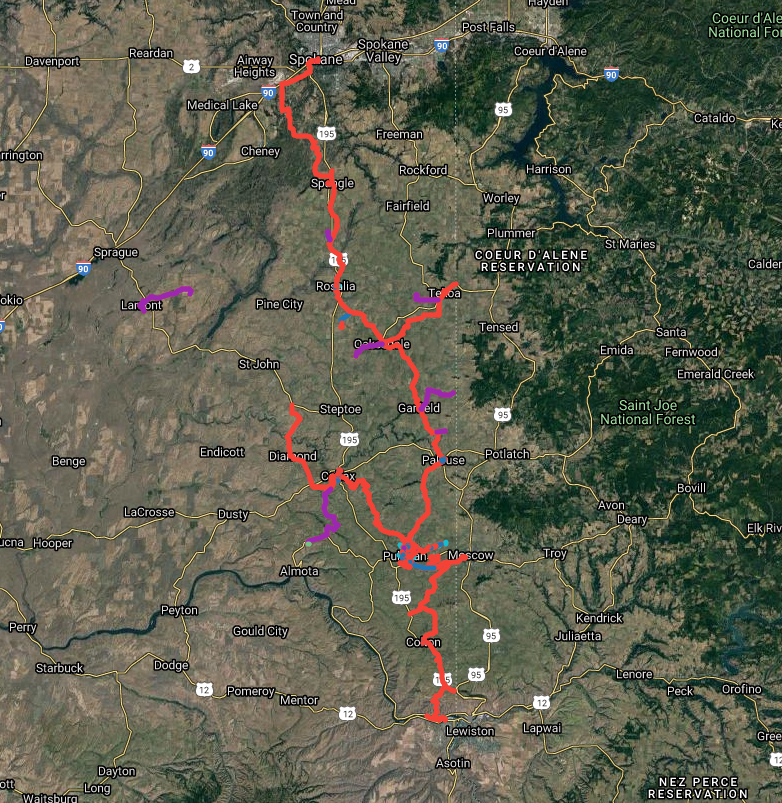 Mead
Hayden
Town and
Country
Post Falls
Coeur d'Ale
National For
Spokane
Valley
90
Coeur d'Alene
Reardan
Davenport
2
Airway
Heights
Spokane
90
90
Medical Lake
95
Cataldo
Ke
195
Freeman
rrington
90
Cheney
Rockford
Harrison
Spangle
Worley
Fairfield
Plummer
St Maries
Sprague
COEUR D'ALENE
RESERVATION
90
195
Calder
okio
Rosalia
Tekoa
Lamont
Pine City
Tensed
Santa
Oakesdale
Emida
Fernwood
St John
Emerald Creek
Steptoe
Garfield
95
Saint Joe
National Forest
195
Endicott
Diamond
Palouse
Potlatch
Benge
Colfax
Bovill
Avon
LaCrosse
Dusty
Deary
Elk Riv
ucna
Hooper
Pullman
Moscow
Troy
Almota
195
Peyton
Kendrick
Perry
Gould City
95
Juliaetta
Colton
Starbuck
Dodge
195
95
Lenore
12
Pomeroy
Peck
Orofino
Mentor
12
12
Lewiston
Lapwai
Gree
Asotin
12
Dayton
NEZ PERCE
RESERVATION
ott
Long
Waitsburg